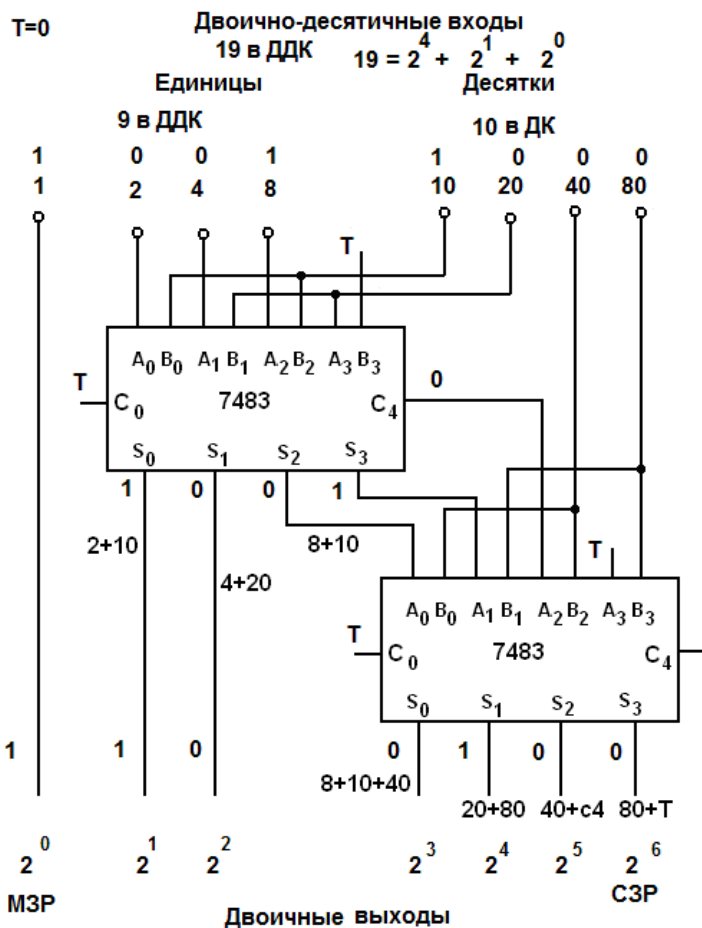 T=0
Двоично-десятичные входы
19 в ДДК 19 = 2^4 + 2^1 + 2^0
Единицы Десятки
9 в ДДК 10 в ДК
1 0 0 1 1 0 0 0
1 2 4 8 10 20 40 80
T
A0 B0 A1 B1 A2 B2 A3 B3
T C0 7483 C4 0
S0 S1 S2 S3
1 0 0 1
2+10 8+10
4+20
T
A0 B0 A1 B1 A2 B2 A3 B3
T C0 7483 C4
S0 S1 S2 S3
1 1 0 0 1 0 0
8+10+40
20+80 40+c4 80+T
2^0 2^1 2^2 2^3 2^4 2^5 2^6
МЗР СЗР
Двоичные выходы